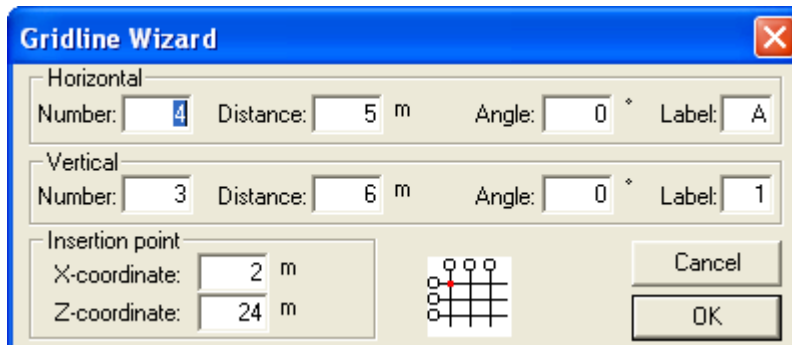 Gridline Wizard
Horizontal
Number: 4 Distance: 5 m Angle: 0 ° Label: A
Vertical
Number: 3 Distance: 6 m Angle: 0 ° Label: 1
Insertion point
X-coordinate: 2 m
Z-coordinate: 24 m
Cancel
OK